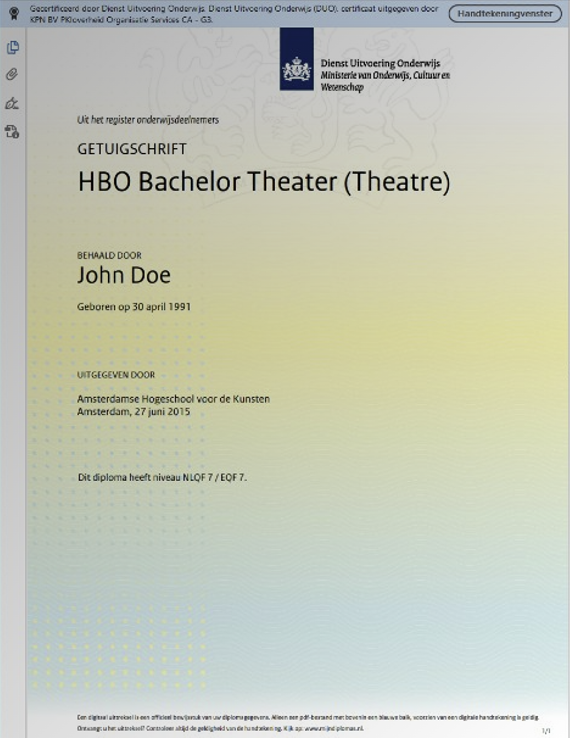 Gecertificeerd door Dienst Uitvoering Onderwijs. Dienst Uitvoering Onderwijs (DUO), certificaat uitgegeven door
KPN BV PKIoverheid Organisatie Services CA - G3.
Handtekeningvenster
Dienst Uitvoering Onderwijs
Ministerie van Onderwijs, Cultuur en
Wetenschap
Uit het register onderwijsdeelnemers
GETUIGSCHRIFT
HBO Bachelor Theater (Theatre)
BEHAALD DOOR
John Doe
Geboren op 30 april 1991
UITGEGEVEN DOOR
Amsterdamse Hogeschool voor de Kunsten
Amsterdam, 27 juni 2015
Dit diploma heeft niveau NLQF 7 / EQF 7.
Een digitaal uittreksel is een officieel bewijsstuk van uw diplomagegevens. Alleen een pdf-bestand met bovenin een blauwe balk, voorzien van een digitale handtekening is geldig.
Ontvangt u het uittreksel? Controleer altijd de geldigheid van de handtekening. Kijk op: www.mijndiplomas.nl.
1/1